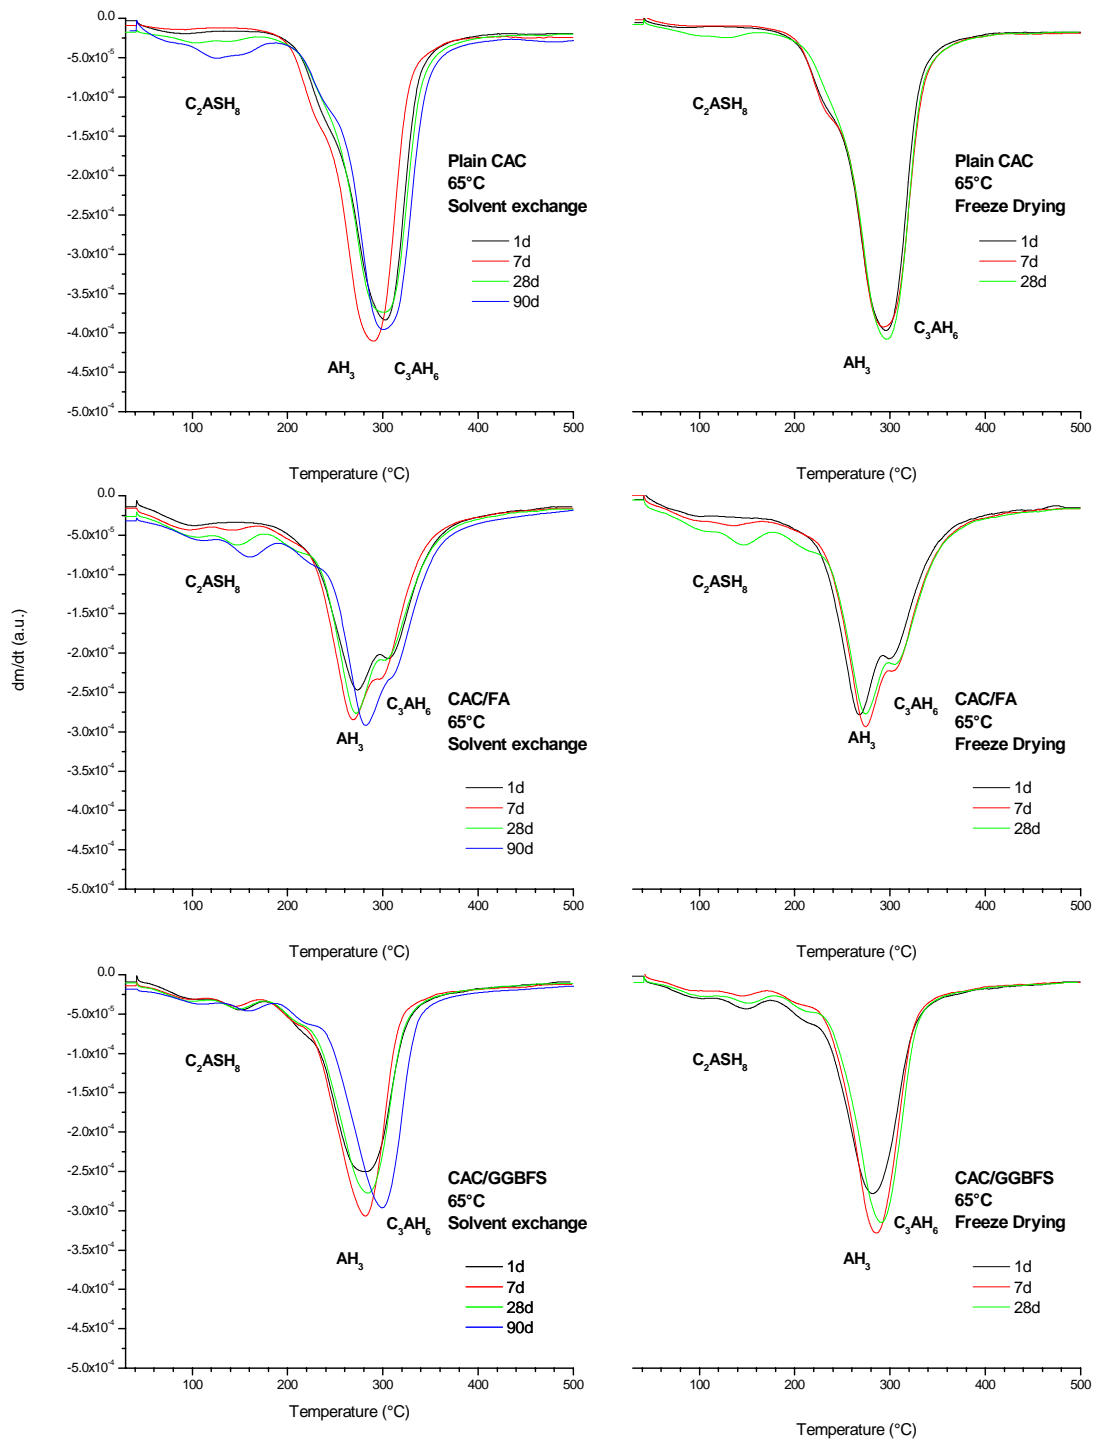 0.0
-5.0x10⁻⁵
-1.0x10⁻⁴
-1.5x10⁻⁴
-2.0x10⁻⁴
-2.5x10⁻⁴
-3.0x10⁻⁴
-3.5x10⁻⁴
-4.0x10⁻⁴
-4.5x10⁻⁴
-5.0x10⁻⁴
C₂ASH₈
Plain CAC
65°C
Solvent exchange
1d
7d
28d
90d
AH₃
C₃AH₆
100 200 300 400 500
Temperature (°C)
C₂ASH₈
Plain CAC
65°C
Freeze Drying
1d
7d
28d
C₃AH₆
AH₃
100 200 300 400 500
Temperature (°C)
dm/dt (a.u.)
0.0
-5.0x10⁻⁵
-1.0x10⁻⁴
-1.5x10⁻⁴
-2.0x10⁻⁴
-2.5x10⁻⁴
-3.0x10⁻⁴
-3.5x10⁻⁴
-4.0x10⁻⁴
-4.5x10⁻⁴
-5.0x10⁻⁴
C₂ASH₈
C₃AH₆
AH₃
CAC/FA
65°C
Solvent exchange
1d
7d
28d
90d
100 200 300 400 500
Temperature (°C)
C₂ASH₈
C₃AH₆
AH₃
CAC/FA
65°C
Freeze Drying
1d
7d
28d
100 200 300 400 500
Temperature (°C)
0.0
-5.0x10⁻⁵
-1.0x10⁻⁴
-1.5x10⁻⁴
-2.0x10⁻⁴
-2.5x10⁻⁴
-3.0x10⁻⁴
-3.5x10⁻⁴
-4.0x10⁻⁴
-4.5x10⁻⁴
-5.0x10⁻⁴
C₂ASH₈
CAC/GGBFS
65°C
Solvent exchange
C₃AH₆
AH₃
1d
7d
28d
90d
100 200 300 400 500
Temperature (°C)
C₂ASH₈
CAC/GGBFS
65°C
Freeze Drying
C₃AH₆
AH₃
1d
7d
28d
100 200 300 400 500
Temperature (°C)